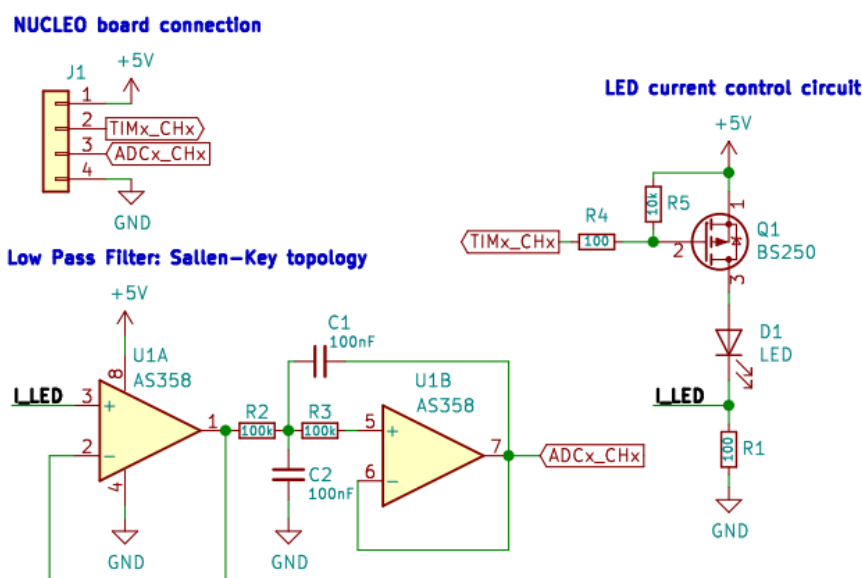 NUCLEO board connection
J1
+5V
1
2
TIMx_CHx
3
ADCx_CHx
4
GND
LED current control circuit
+5V
R5
10k
1
Q1
BS250
R4
TIMx_CHx
100
2
3
D1
LED
I_LED
R1
100
GND
Low Pass Filter: Sallen-Key topology
+5V
8
U1A
AS358
I_LED
3
+
1
2
-
4
GND
C1
100nF
R2
100k
R3
100k
C2
100nF
GND
U1B
AS358
5
+
7
6
-
ADCx_CHx